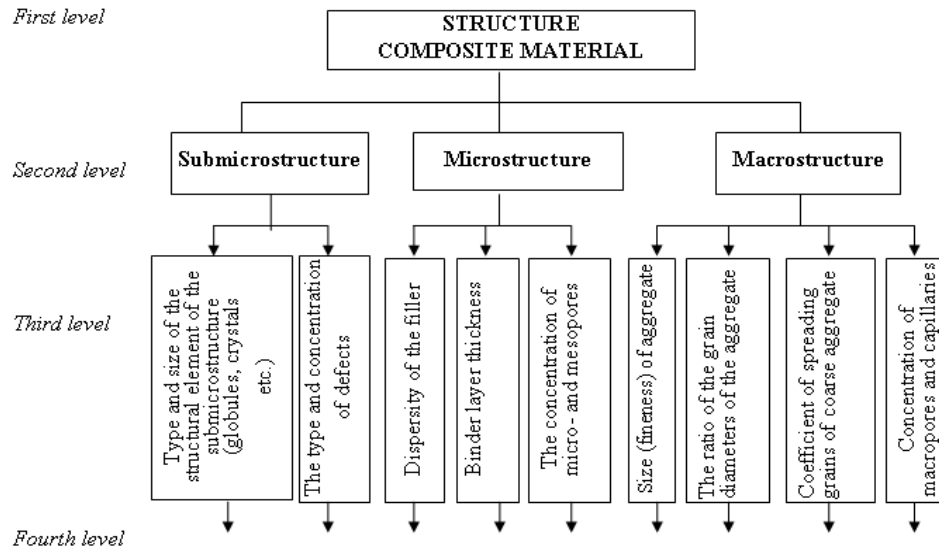 First level
STRUCTURE
COMPOSITE MATERIAL
Second level
Submicrostructure
Microstructure
Macrostructure
Third level
Type and size of the
structural element of the
submicrostructure
(globules, crystals
etc.)
The type and concentration
of defects
Dispersity of the filler
Binder layer thickness
The concentration of
micro- and mesopores
Size (fineness) of aggregate
The ratio of the grain
diameters of the aggregate
Coefficient of spreading
grains of coarse aggregate
Concentration of
macropores and capillaries
Fourth level